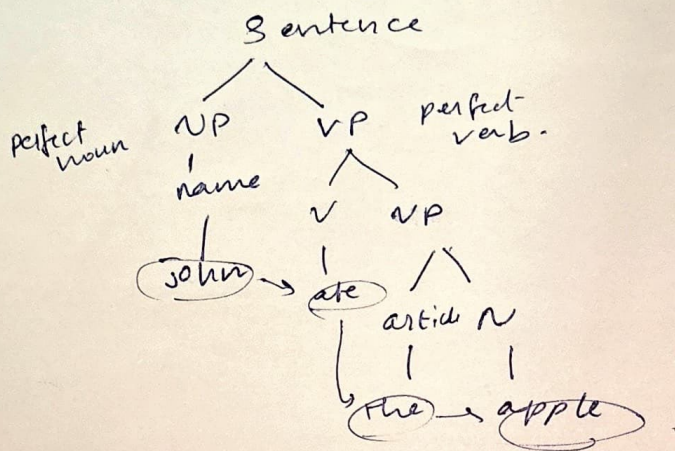 Sentence
perfect NP VP perfect
noun verb.
name
V NP
John ate
article N
the apple